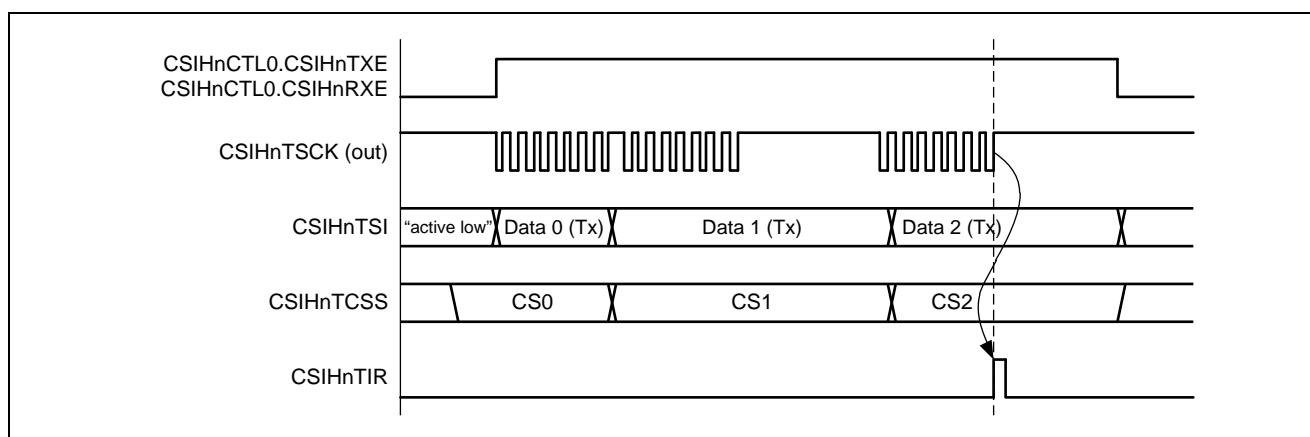 CSIHnCTL0.CSIHnTXE
CSIHnCTL0.CSIHnRXE
CSIHnTSCK (out)
CSIHnTSI
“active low”
Data 0 (Tx)
Data 1 (Tx)
Data 2 (Tx)
CSIHnTCSS
CS0
CS1
CS2
CSIHnTIR